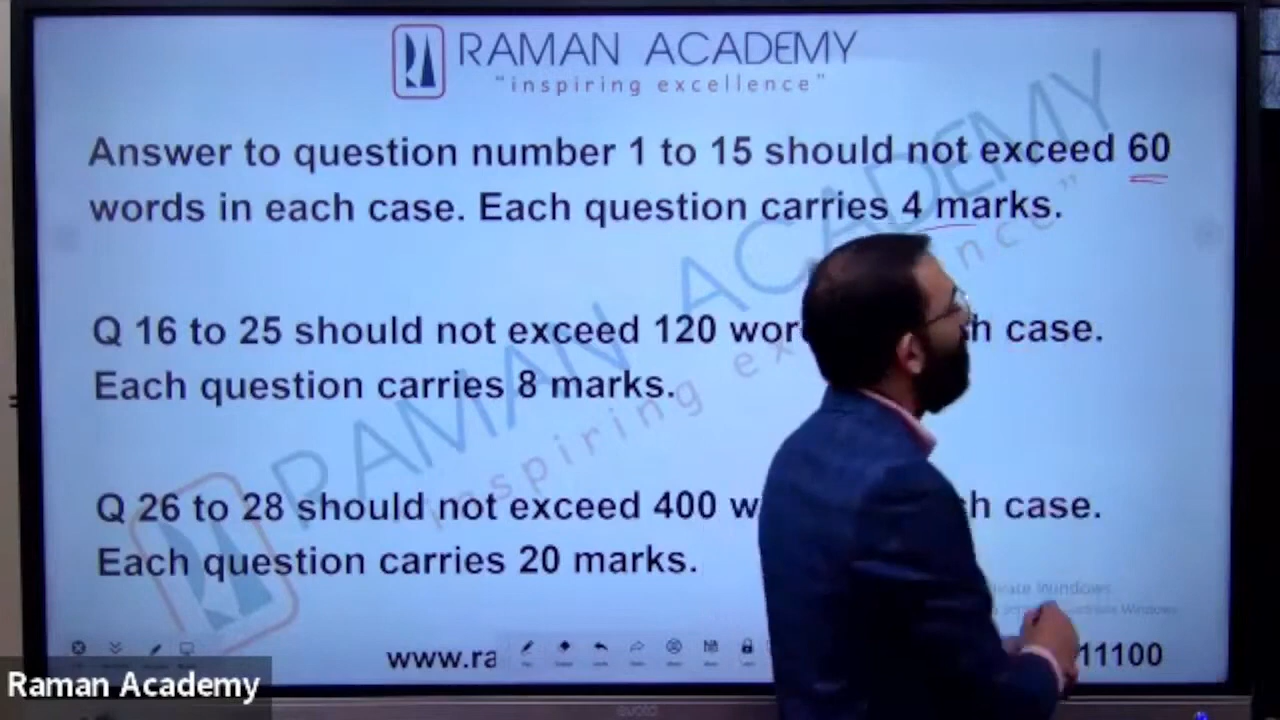 RAMAN ACADEMY
"inspiring excellence"
Answer to question number 1 to 15 should not exceed 60
words in each case. Each question carries 4 marks.
Q 16 to 25 should not exceed 120 wor h case.
Each question carries 8 marks.
Q 26 to 28 should not exceed 400 w h case.
Each question carries 20 marks.
RAMAN ACADEMY
www.ra 11100
Raman Academy